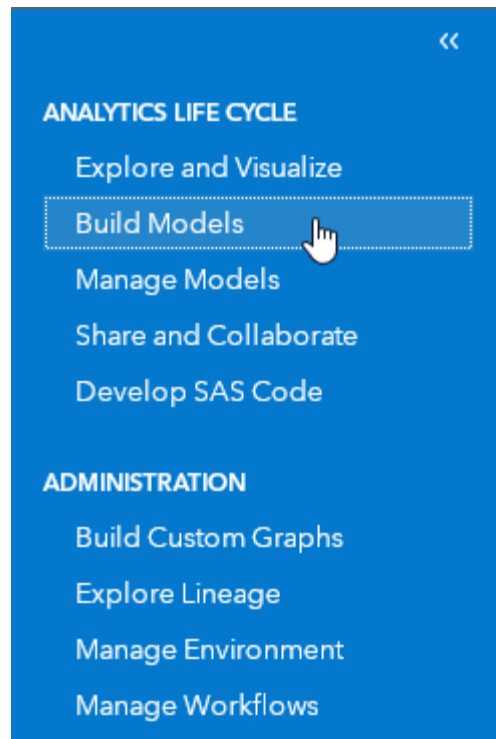 ANALYTICS LIFE CYCLE
Explore and Visualize
Build Models
Manage Models
Share and Collaborate
Develop SAS Code
ADMINISTRATION
Build Custom Graphs
Explore Lineage
Manage Environment
Manage Workflows